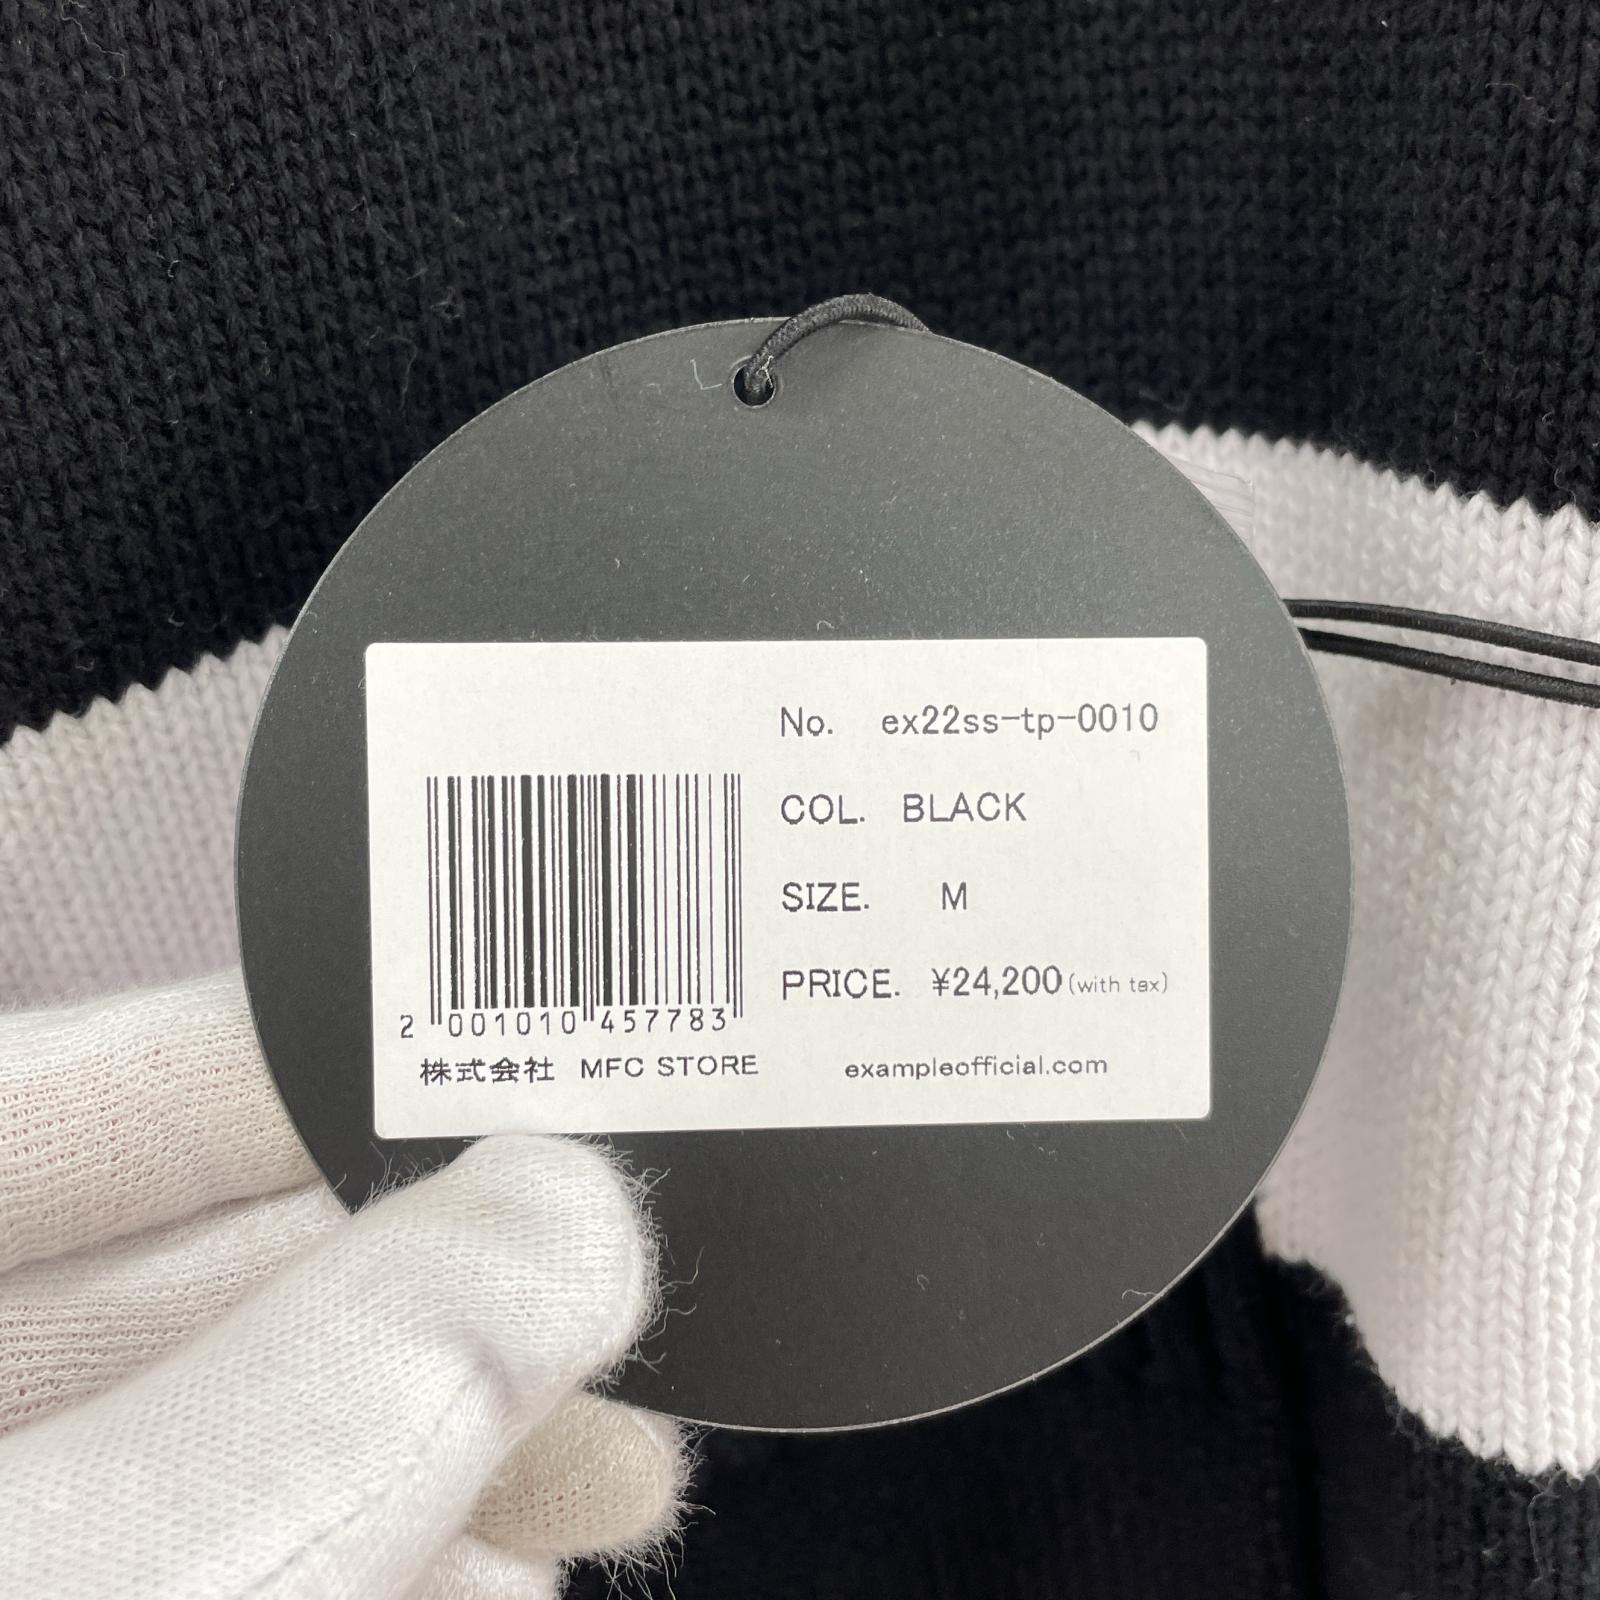 No. ex22ss-tp-0010
COL. BLACK
SIZE. M
PRICE. ¥24,200(with tax)
2 001010 457783
株式会社 MFC STORE exampleofficial.com